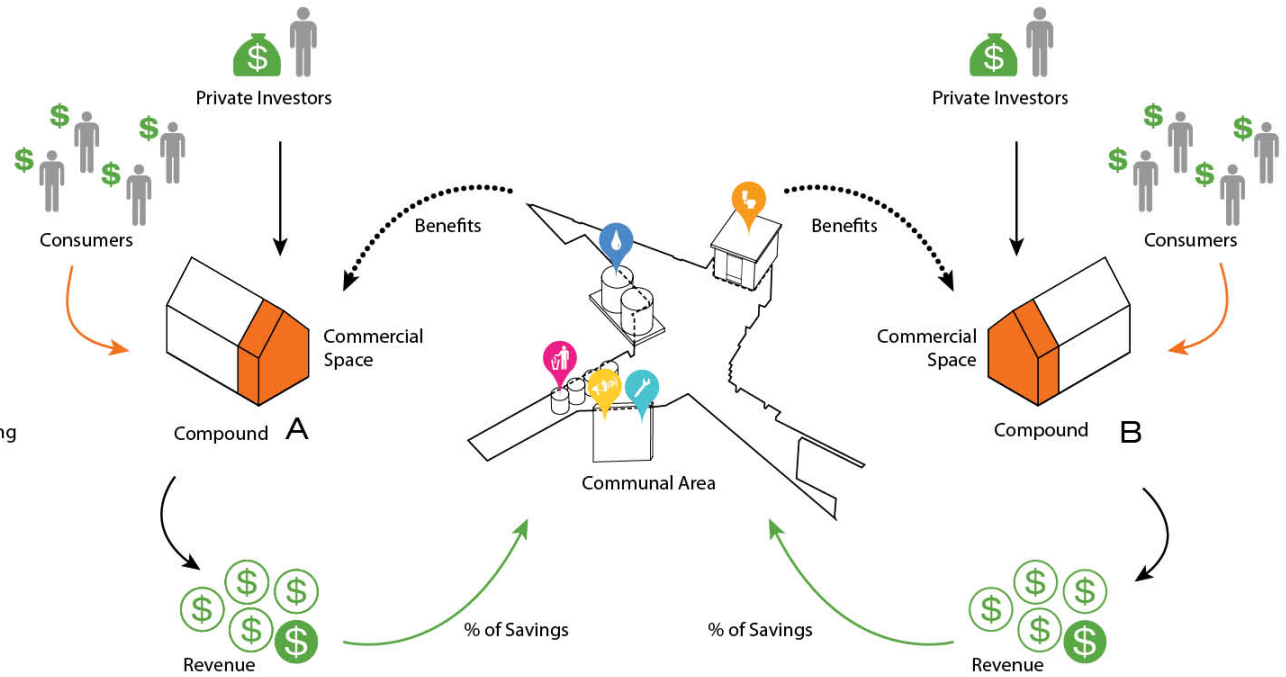 Private Investors
Private Investors
Consumers
Consumers
Benefits
Benefits
Commercial
Space
Commercial
Space
Compound A
Compound B
ng
Communal Area
% of Savings
% of Savings
Revenue
Revenue